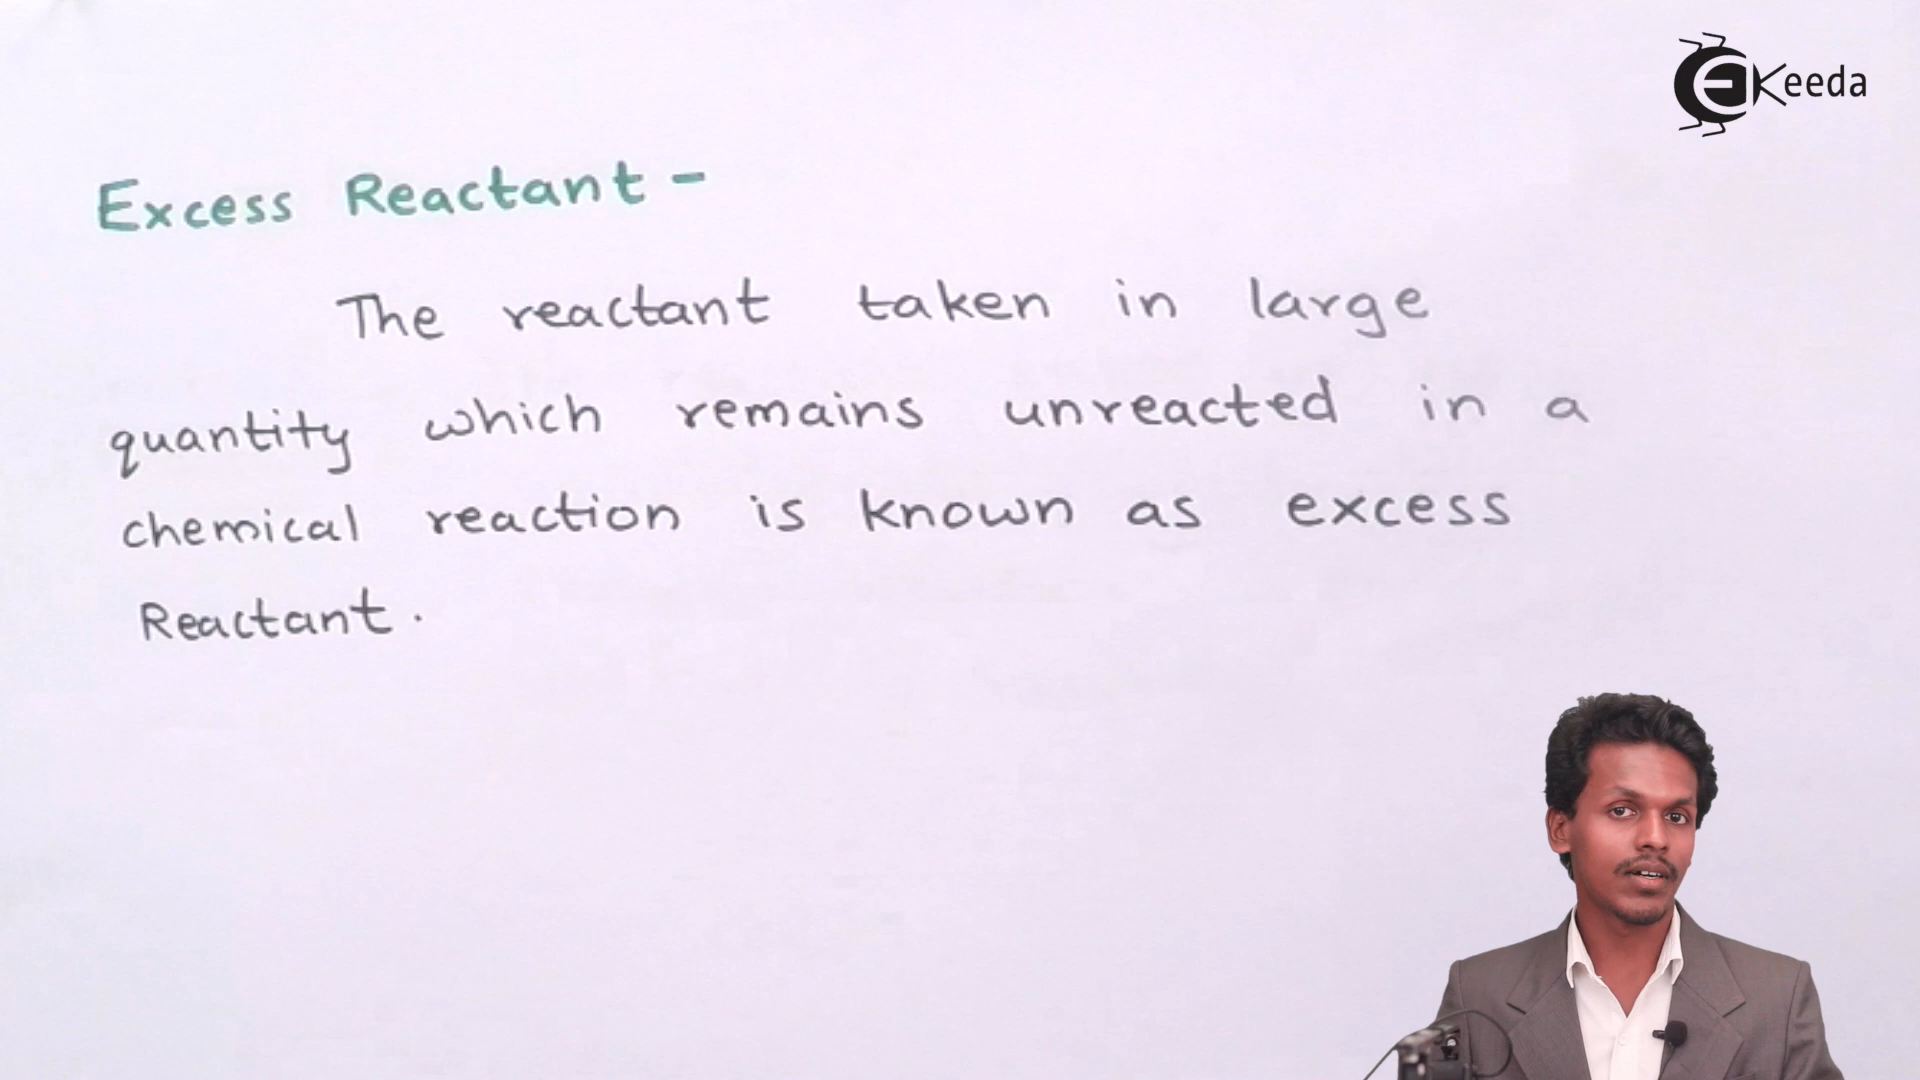 EKeeda
Excess Reactant -
The reactant taken in large
quantity which remains unreacted in a
chemical reaction is known as excess
Reactant.